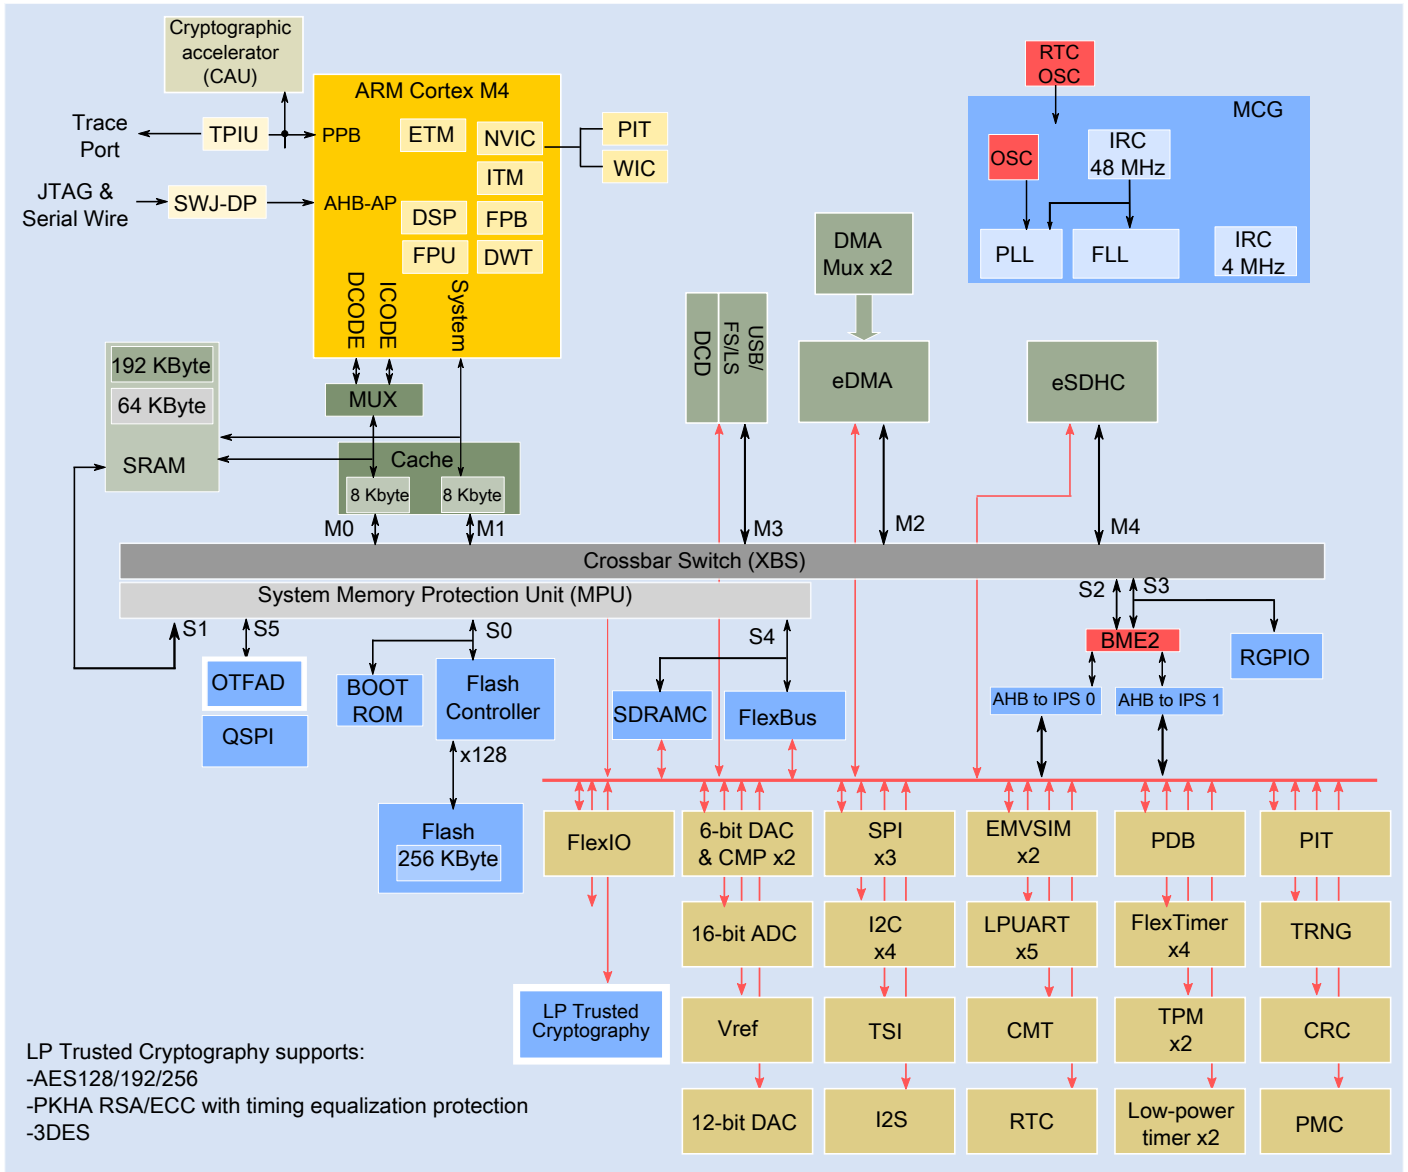 Cryptographic
accelerator
(CAU)
Trace
Port
TPIU
JTAG &
Serial Wire
SWJ-DP
ARM Cortex M4
PPB
ETM
NVIC
ITM
AHB-AP
DSP
FPB
FPU
DWT
DCODE
ICODE
System
PIT
WIC
RTC
OSC
MCG
OSC
IRC
48 MHz
PLL
FLL
IRC
4 MHz
DMA
Mux x2
DCD
USB/
FS/LS
eDMA
eSDHC
192 KByte
64 KByte
SRAM
MUX
Cache
8 Kbyte
8 Kbyte
M0
M1
M3
M2
M4
Crossbar Switch (XBS)
System Memory Protection Unit (MPU)
S1
S5
S0
S4
S2
S3
OTFAD
QSPI
BOOT
ROM
Flash
Controller
x128
Flash
256 KByte
SDRAMC
FlexBus
BME2
RGPIO
AHB to IPS 0
AHB to IPS 1
FlexIO
6-bit DAC
& CMP x2
SPI
x3
EMVSIM
x2
PDB
PIT
16-bit ADC
I2C
x4
LPUART
x5
FlexTimer
x4
TRNG
LP Trusted
Cryptography
Vref
TSI
CMT
TPM
x2
CRC
12-bit DAC
I2S
RTC
Low-power
timer x2
PMC
LP Trusted Cryptography supports:
-AES128/192/256
-PKHA RSA/ECC with timing equalization protection
-3DES